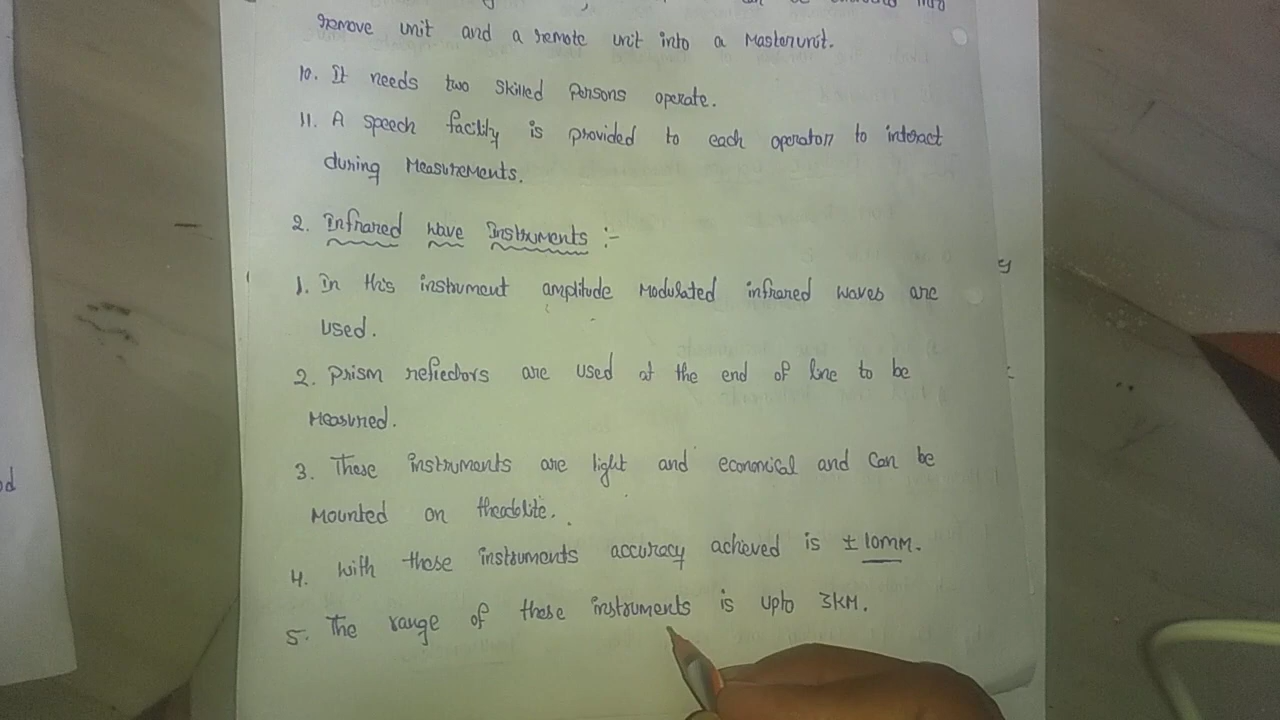 remove unit and a remote unit into a Masterunit.
10. It needs two skilled Persons operate.
11. A speech facility is provided to each operator to interact
during Measurements.
2. Infrared wave Instruments :-
1. In this instrument amplitude Modulated infrared waves are
used.
2. Prism reflectors are used at the end of line to be
Measured.
3. These instruments are light and economical and can be
Mounted on theodolite.
4. with these instruments accuracy achieved is ± 10MM.
5. The range of these instruments is upto 3KM.